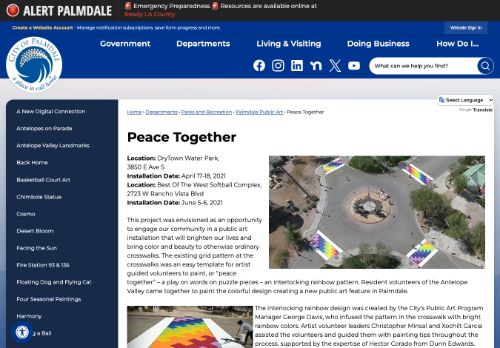 ALERT PALMDALE
🚨 Emergency Preparedness 🚨 Resources are available online at
Ready LA County.
Create a Website Account - Manage notification subscriptions, save form progress and more.
Website Sign In
CITY OF PALMDALE
a place to call home
Government
Departments
Living & Visiting
Doing Business
How Do I...
What can we help you find?
Select Language
Google Translate
A New Digital Connection
Antelopes on Parade
Antelope Valley Landmarks
Back Home
Basketball Court Art
Chimbole Statue
Cosmo
Desert Bloom
Facing the Sun
Fire Station 93 & 136
Floating Dog and Flying Cat
Four Seasonal Paintings
Harmony
g a Ball
Home › Departments › Parks and Recreation › Palmdale Public Art › Peace Together
Peace Together
Location: DryTown Water Park,
3850 E Ave S
Installation Date: April 17-18, 2021
Location: Best Of The West Softball Complex,
2723 W Rancho Vista Blvd
Installation Date: June 5-6, 2021
This project was envisioned as an opportunity
to engage our community in a public art
installation that will brighten our lives and
bring color and beauty to otherwise ordinary
crosswalks. The existing grid pattern at the
crosswalks was an easy template for artist
guided volunteers to paint, or "peace
together" – a play on words on puzzle pieces – an interlocking rainbow pattern. Resident volunteers of the Antelope
Valley came together to paint the colorful design creating a new public art feature in Palmdale.
The interlocking rainbow design was created by the City's Public Art Program
Manager George Davis, who infused the pattern in the crosswalk with bright
rainbow colors. Artist volunteer leaders Christopher Minsal and Xochilt Garcia
assisted the volunteers and guided them with painting tips throughout the
process, supported by the expertise of Hector Corado from Dunn Edwards.